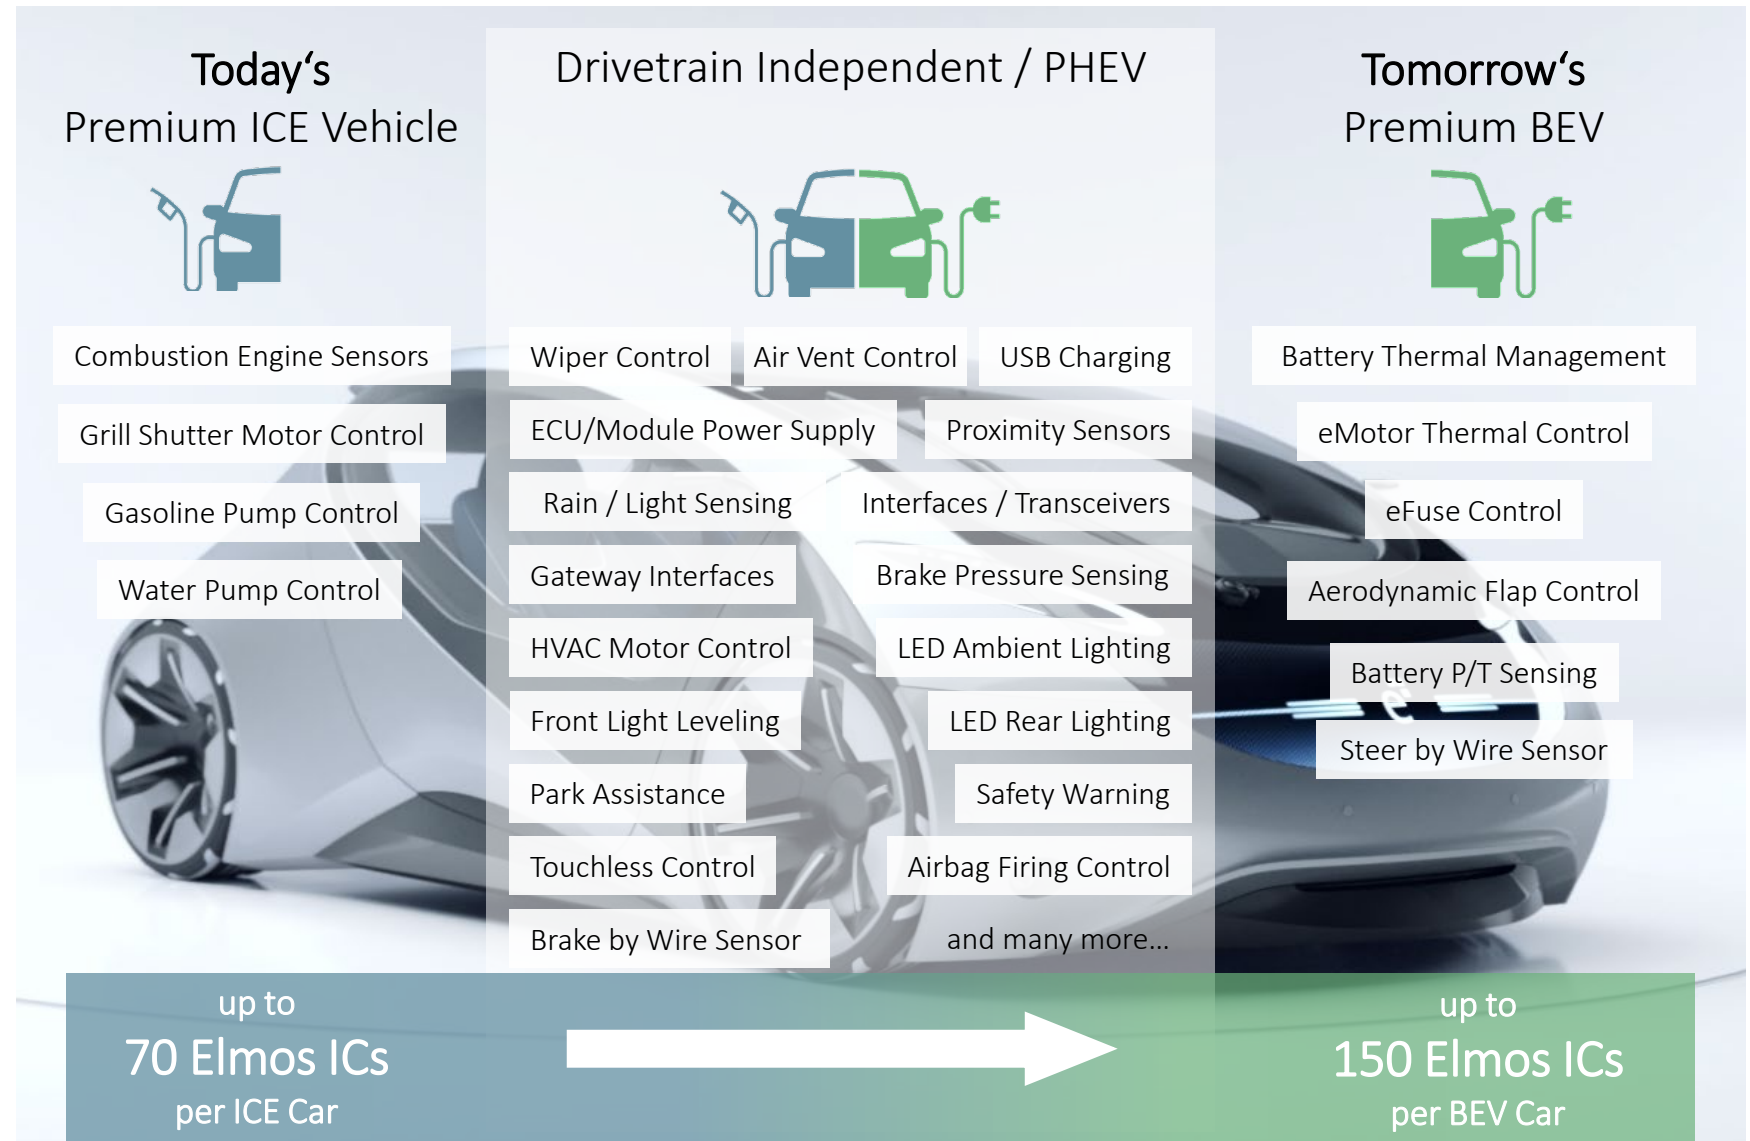 Today‘s
Premium ICE Vehicle
Drivetrain Independent / PHEV
Tomorrow‘s
Premium BEV
Combustion Engine Sensors
Grill Shutter Motor Control
Gasoline Pump Control
Water Pump Control
Wiper Control
Air Vent Control
USB Charging
ECU/Module Power Supply
Proximity Sensors
Rain / Light Sensing
Interfaces / Transceivers
Gateway Interfaces
Brake Pressure Sensing
HVAC Motor Control
LED Ambient Lighting
Front Light Leveling
LED Rear Lighting
Park Assistance
Safety Warning
Touchless Control
Airbag Firing Control
Brake by Wire Sensor
and many more...
Battery Thermal Management
eMotor Thermal Control
eFuse Control
Aerodynamic Flap Control
Battery P/T Sensing
Steer by Wire Sensor
up to
70 Elmos ICs
per ICE Car
up to
150 Elmos ICs
per BEV Car